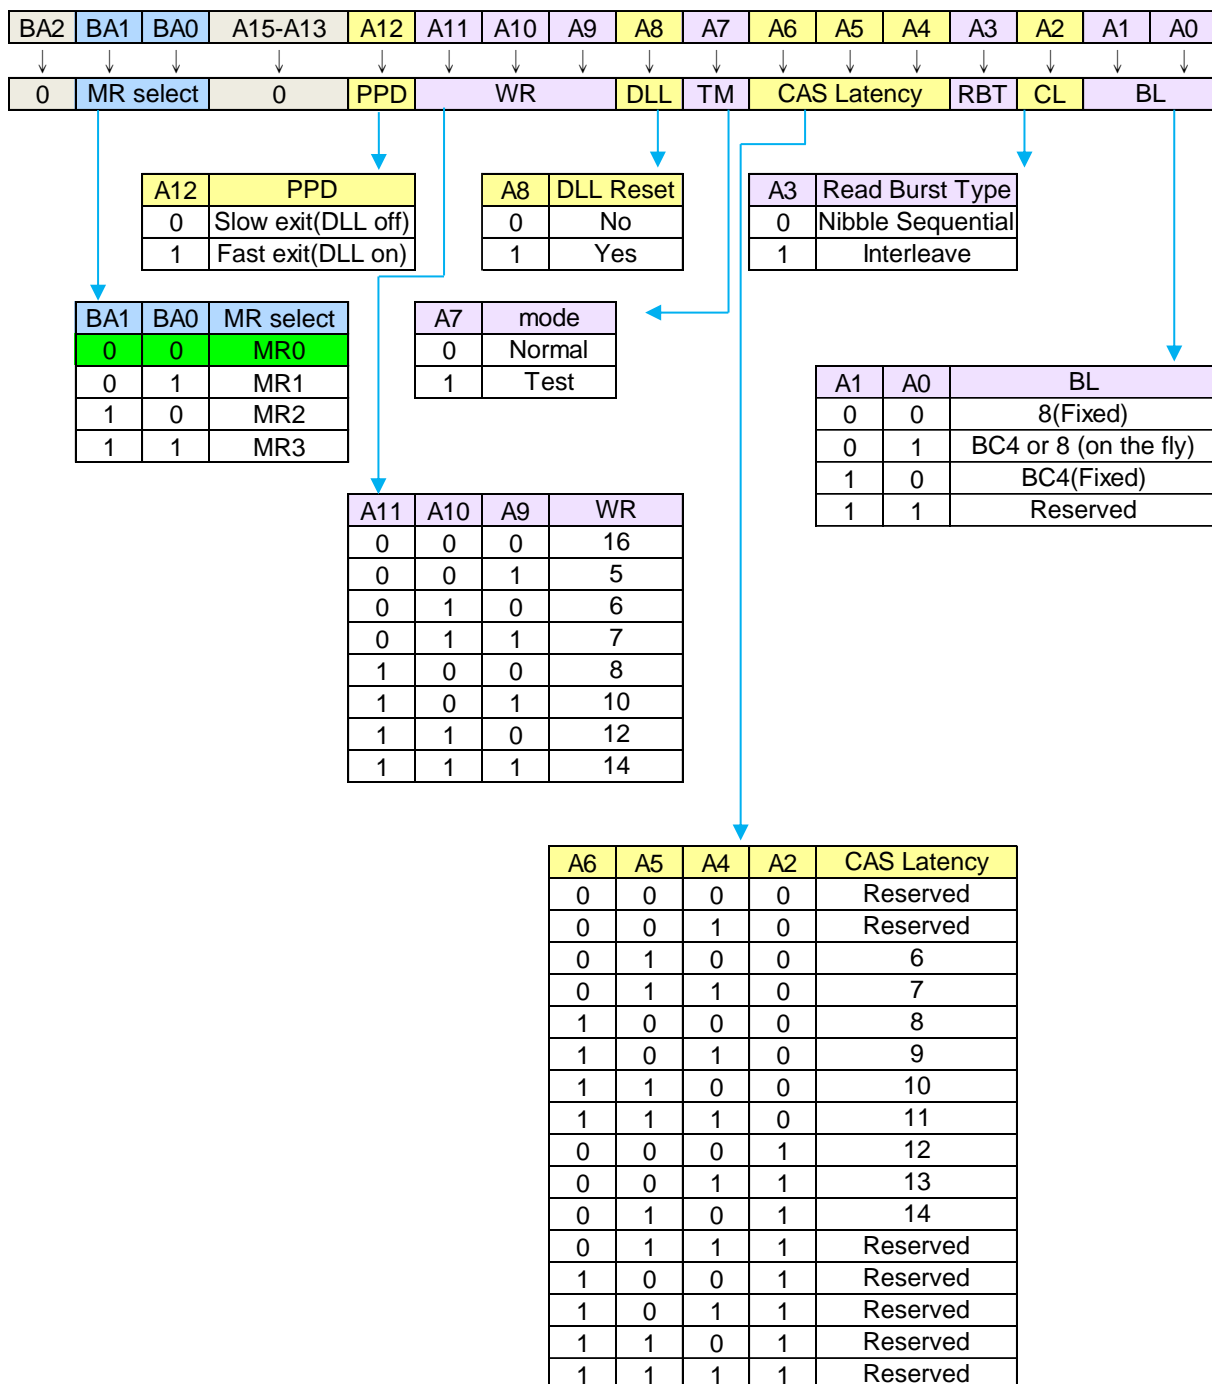 BA2 BA1 BA0 A15-A13 A12 A11 A10 A9 A8 A7 A6 A5 A4 A3 A2 A1 A0
↓ ↓ ↓ ↓ ↓ ↓ ↓ ↓ ↓ ↓ ↓ ↓ ↓ ↓ ↓ ↓ ↓
0 MR select 0 PPD WR DLL TM CAS Latency RBT CL BL
A12 PPD
0 Slow exit(DLL off)
1 Fast exit(DLL on)
A8 DLL Reset
0 No
1 Yes
A3 Read Burst Type
0 Nibble Sequential
1 Interleave
BA1 BA0 MR select
0 0 MR0
0 1 MR1
1 0 MR2
1 1 MR3
A7 mode
0 Normal
1 Test
A1 A0 BL
0 0 8(Fixed)
0 1 BC4 or 8 (on the fly)
1 0 BC4(Fixed)
1 1 Reserved
A11 A10 A9 WR
0 0 0 16
0 0 1 5
0 1 0 6
0 1 1 7
1 0 0 8
1 0 1 10
1 1 0 12
1 1 1 14
A6 A5 A4 A2 CAS Latency
0 0 0 0 Reserved
0 0 1 0 Reserved
0 1 0 0 6
0 1 1 0 7
1 0 0 0 8
1 0 1 0 9
1 1 0 0 10
1 1 1 0 11
0 0 0 1 12
0 0 1 1 13
0 1 0 1 14
0 1 1 1 Reserved
1 0 0 1 Reserved
1 0 1 1 Reserved
1 1 0 1 Reserved
1 1 1 1 Reserved